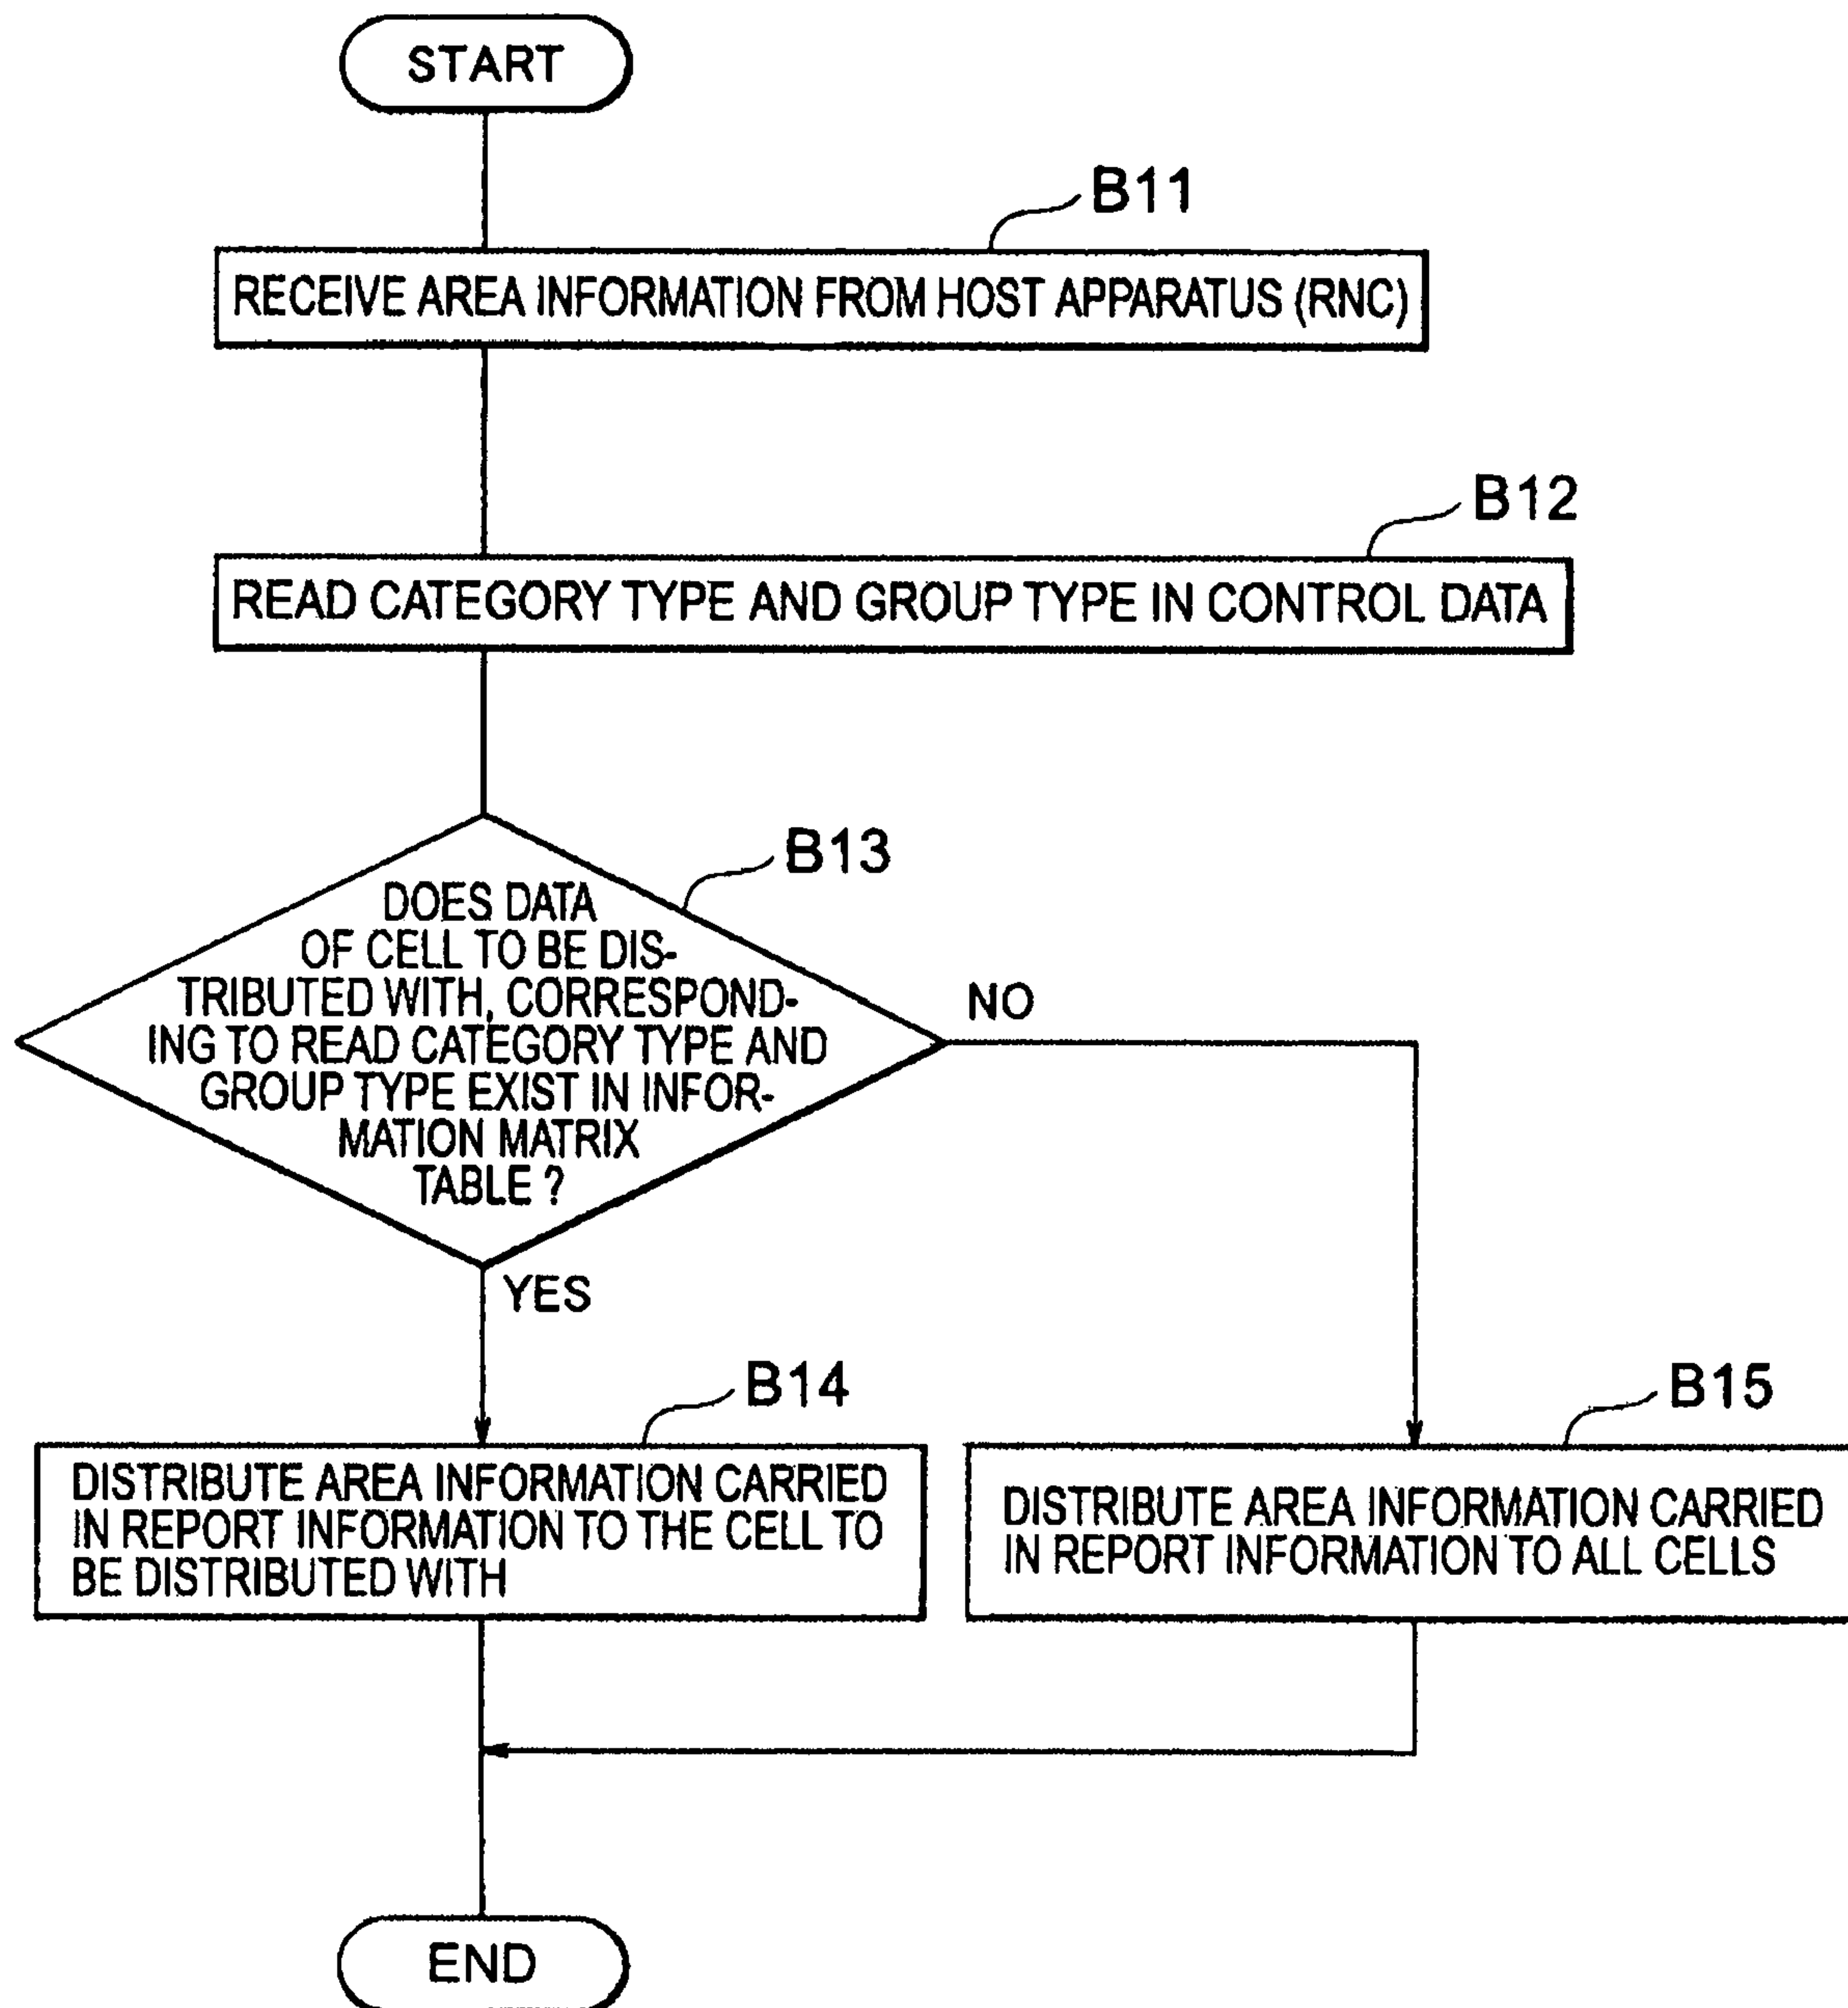 START
B11
RECEIVE AREA INFORMATION FROM HOST APPARATUS (RNC)
B12
READ CATEGORY TYPE AND GROUP TYPE IN CONTROL DATA
B13
DOES DATA
OF CELL TO BE DIS-
TRIBUTED WITH, CORRESPOND-
ING TO READ CATEGORY TYPE AND
GROUP TYPE EXIST IN INFOR-
MATION MATRIX
TABLE ?
NO
YES
B14
DISTRIBUTE AREA INFORMATION CARRIED
IN REPORT INFORMATION TO THE CELL TO
BE DISTRIBUTED WITH
B15
DISTRIBUTE AREA INFORMATION CARRIED
IN REPORT INFORMATION TO ALL CELLS
END